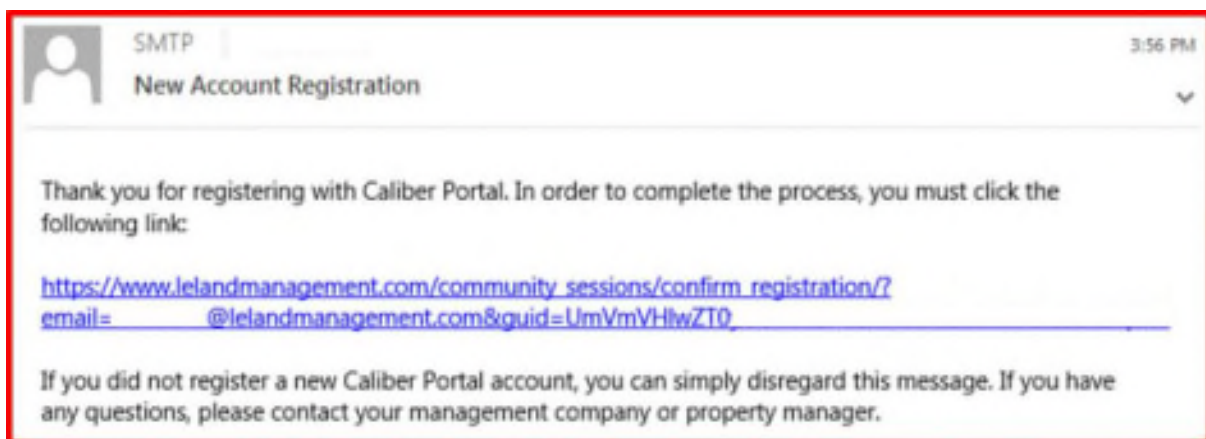 SMTP
3:56 PM
New Account Registration
Thank you for registering with Caliber Portal. In order to complete the process, you must click the
following link:
https://www.lelandmanagement.com/community_sessions/confirm_registration/?
email= @lelandmanagement.com&guid=UmVmVHlwZT0
If you did not register a new Caliber Portal account, you can simply disregard this message. If you have
any questions, please contact your management company or property manager.